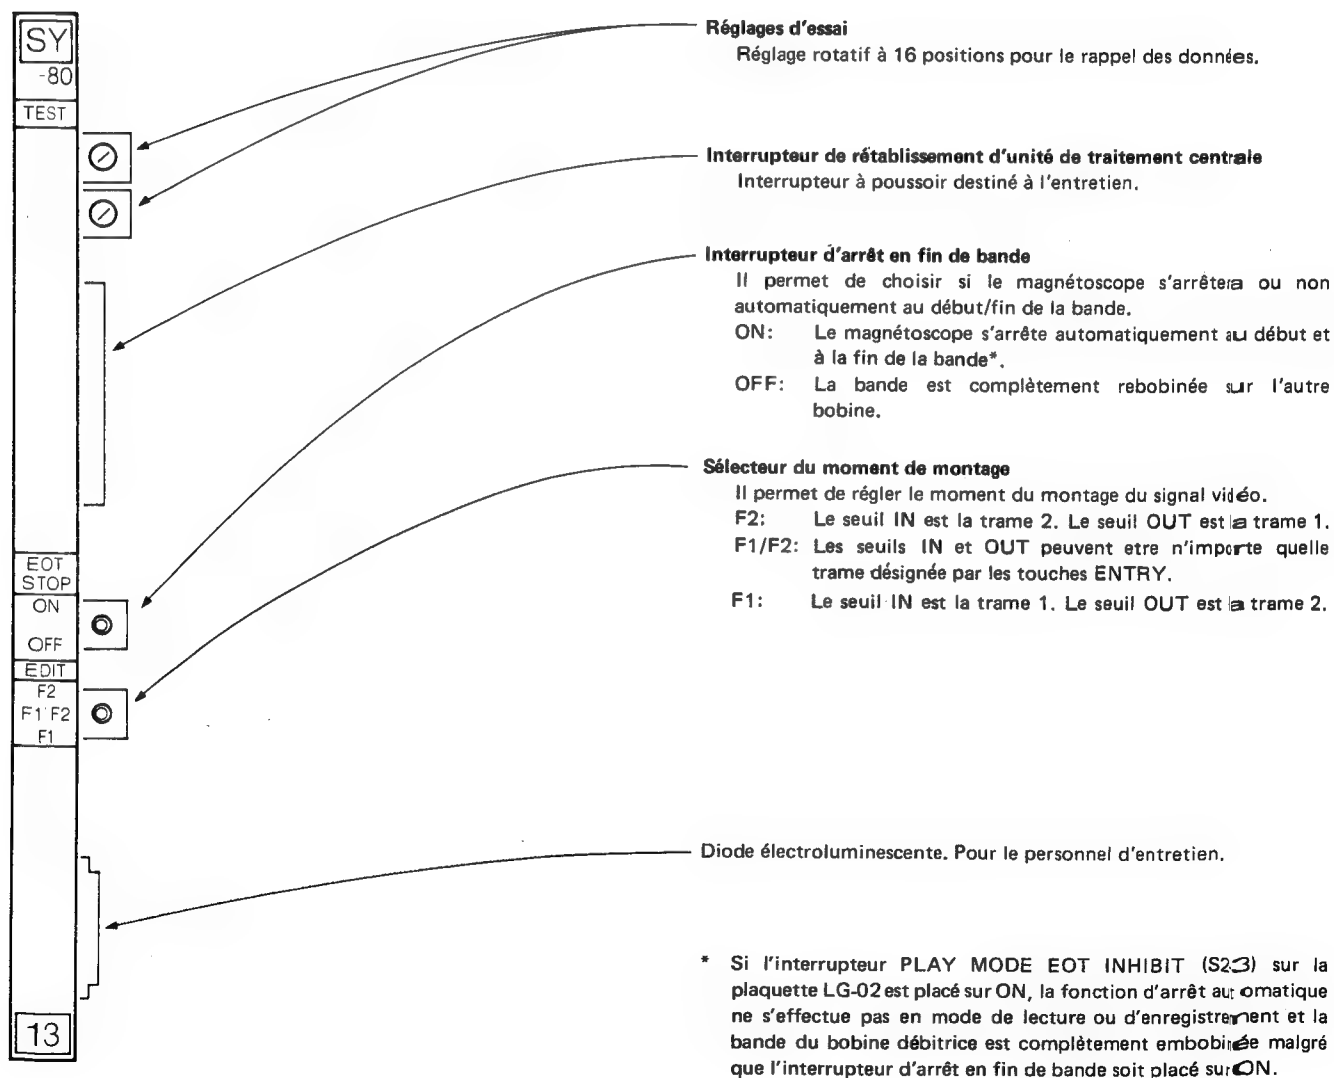 SY
-80
TEST
EOT
STOP
ON
OFF
EDIT
F2
F1 F2
F1
13
Réglages d'essai
Réglage rotatif à 16 positions pour le rappel des données.
Interrupteur de rétablissement d'unité de traitement centrale
Interrupteur à poussoir destiné à l'entretien.
Interrupteur d'arrêt en fin de bande
Il permet de choisir si le magnétoscope s'arrêtera ou non
automatiquement au début/fin de la bande.
ON: Le magnétoscope s'arrête automatiquement au début et
à la fin de la bande*.
OFF: La bande est complètement rebobinée sur l'autre
bobine.
Sélecteur du moment de montage
Il permet de régler le moment du montage du signal vidéo.
F2: Le seuil IN est la trame 2. Le seuil OUT est la trame 1.
F1/F2: Les seuils IN et OUT peuvent etre n'importe quelle
trame désignée par les touches ENTRY.
F1: Le seuil IN est la trame 1. Le seuil OUT est la trame 2.
Diode électroluminescente. Pour le personnel d'entretien.
* Si l'interrupteur PLAY MODE EOT INHIBIT (S23) sur la
plaquette LG-02 est placé sur ON, la fonction d'arrêt automatique
ne s'effectue pas en mode de lecture ou d'enregistrement et la
bande du bobine débitrice est complètement embobinée malgré
que l'interrupteur d'arrêt en fin de bande soit placé sur ON.